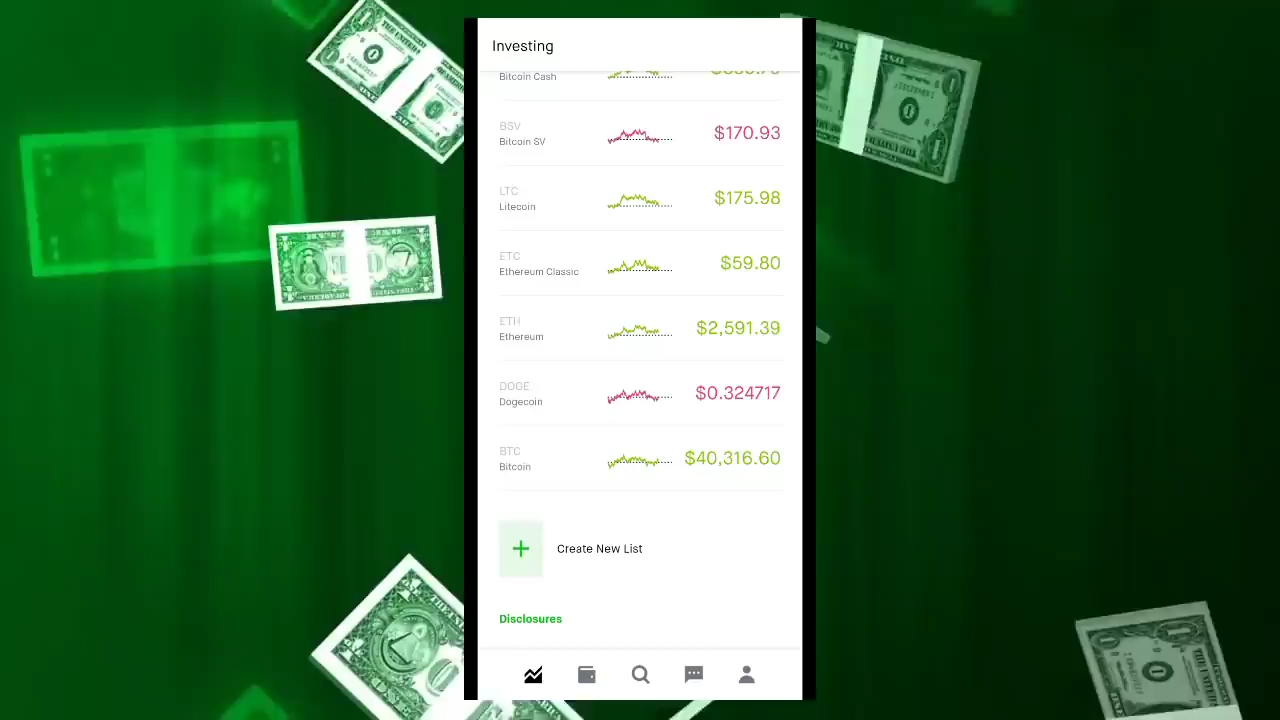 Investing
Bitcoin Cash
BSV
Bitcoin SV
$170.93
LTC
Litecoin
$175.98
ETC
Ethereum Classic
$59.80
ETH
Ethereum
$2,591.39
DOGE
Dogecoin
$0.324717
BTC
Bitcoin
$40,316.60
Create New List
Disclosures